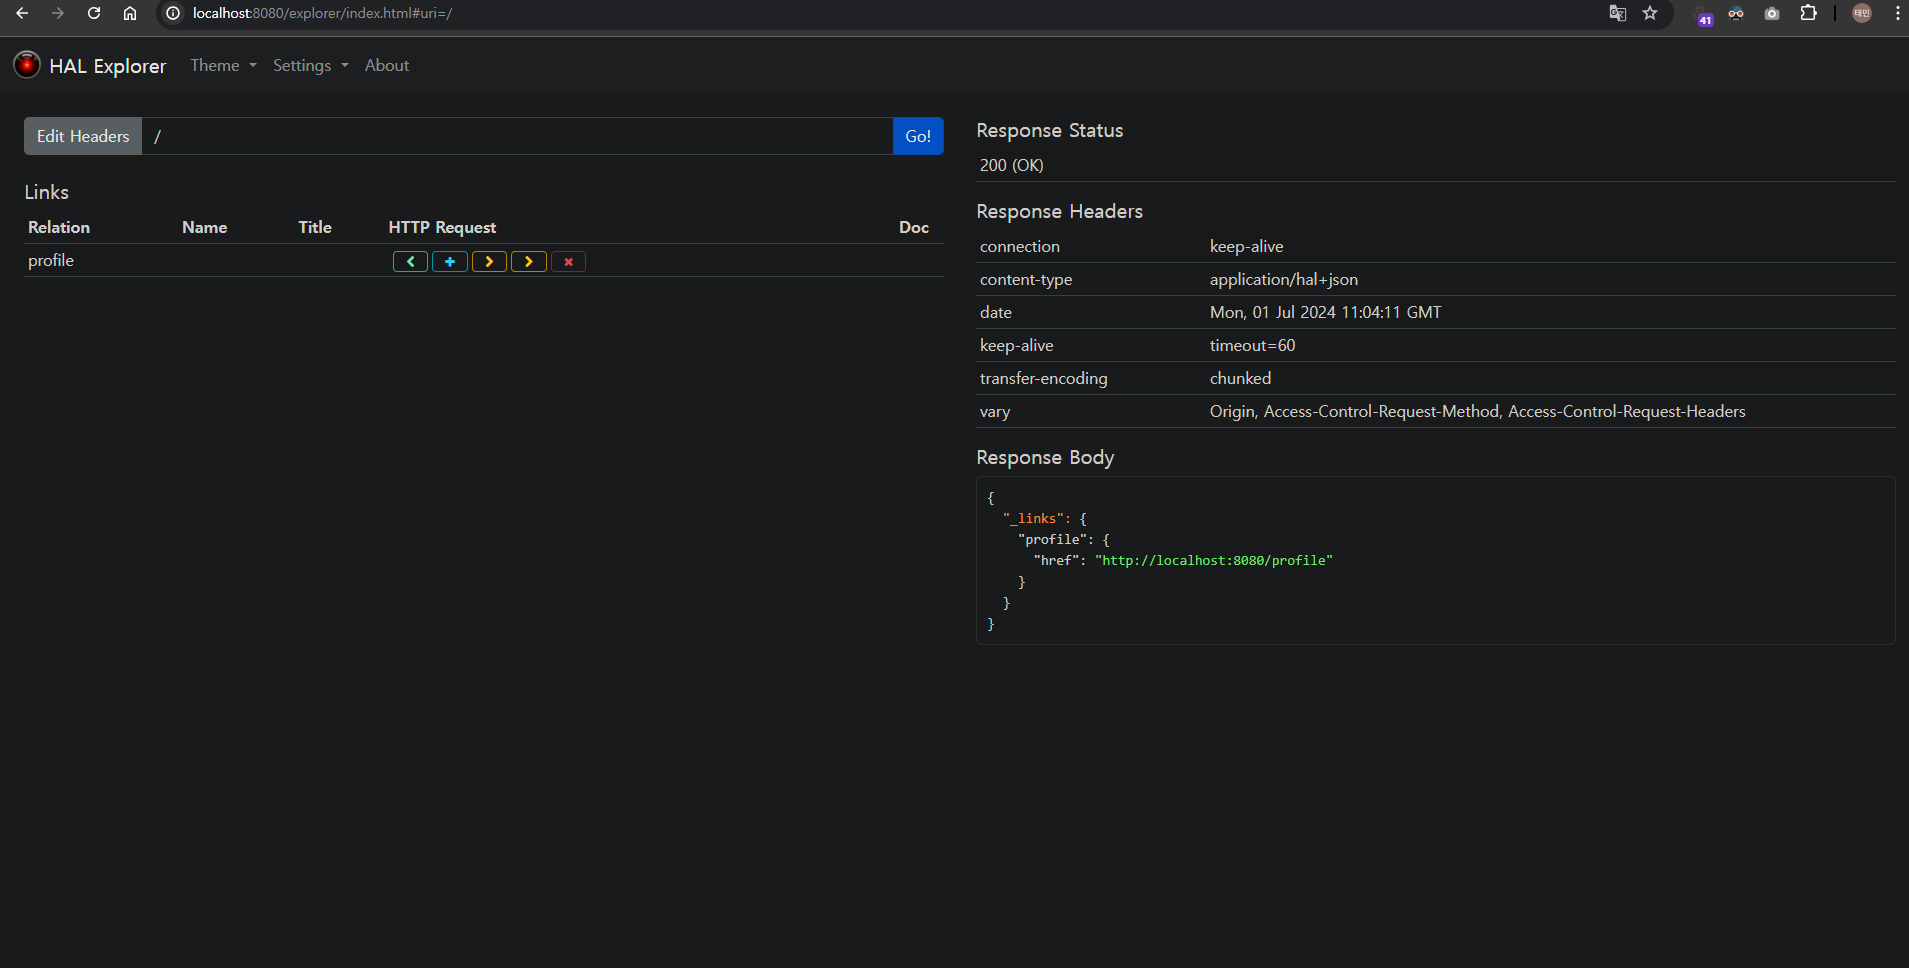 localhost:8080/explorer/index.html#uri=/
41
태민
HAL Explorer Theme Settings About
Edit Headers / Go!
Links
Relation Name Title HTTP Request Doc
profile
Response Status
200 (OK)
Response Headers
connection keep-alive
content-type application/hal+json
date Mon, 01 Jul 2024 11:04:11 GMT
keep-alive timeout=60
transfer-encoding chunked
vary Origin, Access-Control-Request-Method, Access-Control-Request-Headers
Response Body
{
"_links": {
"profile": {
"href": "http://localhost:8080/profile"
}
}
}